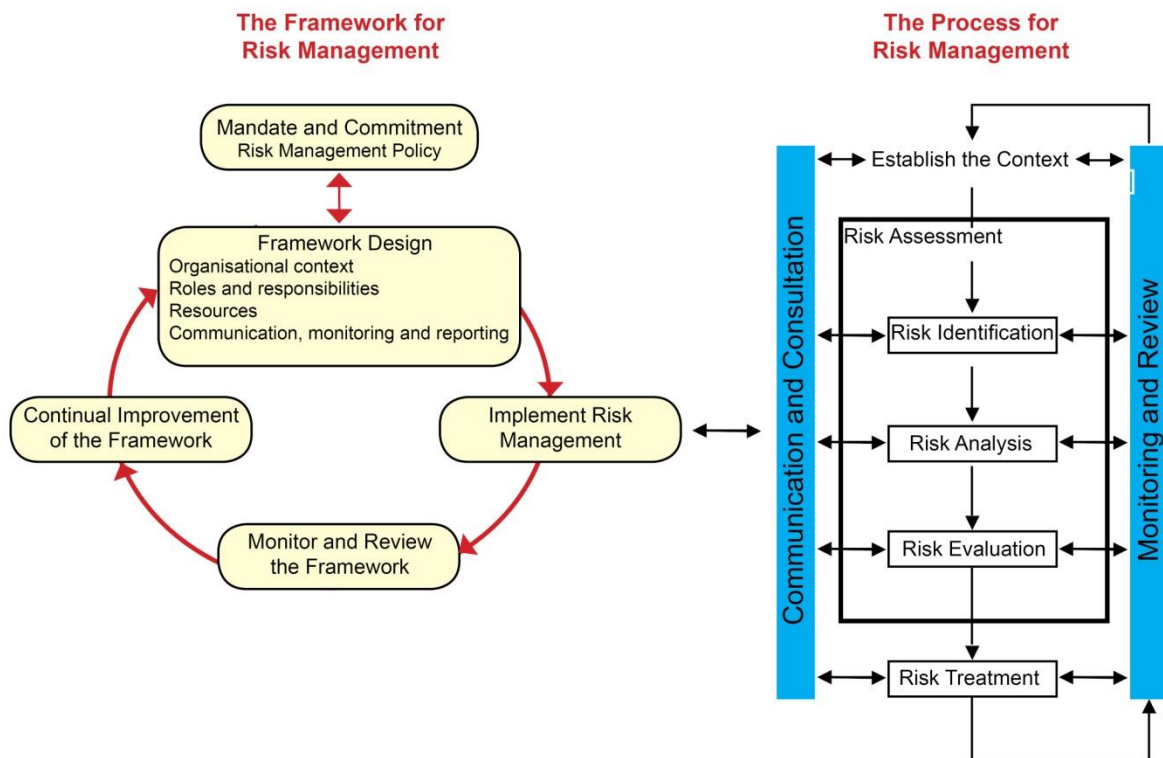 The Framework for
Risk Management
Mandate and Commitment
Risk Management Policy
Framework Design
Organisational context
Roles and responsibilities
Resources
Communication, monitoring and reporting
Continual Improvement
of the Framework
Implement Risk
Management
Monitor and Review
the Framework
The Process for
Risk Management
Communication and Consultation
Establish the Context
Risk Assessment
Risk Identification
Risk Analysis
Risk Evaluation
Risk Treatment
Monitoring and Review